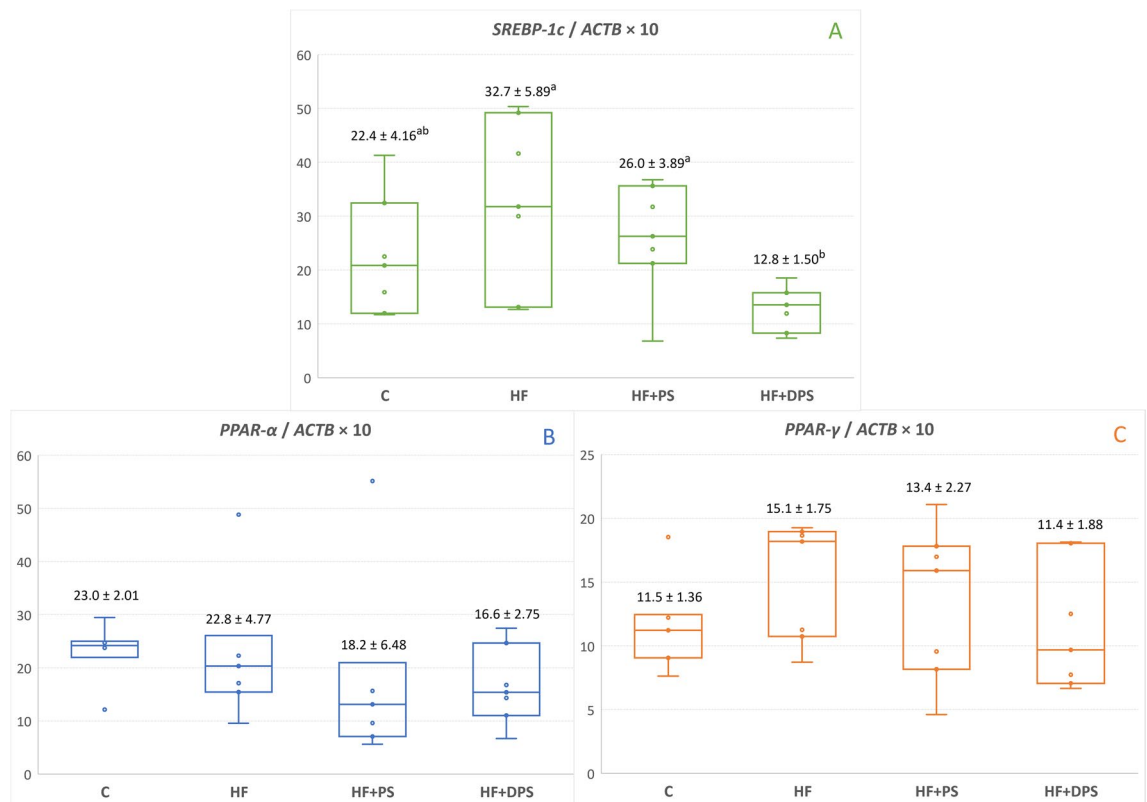 SREBP-1c / ACTB × 10
A
60
50
40
30
20
10
0
22.4 ± 4.16ab
32.7 ± 5.89a
26.0 ± 3.89a
12.8 ± 1.50b
C HF HF+PS HF+DPS
PPAR-α / ACTB × 10
B
60
50
40
30
20
10
0
23.0 ± 2.01
22.8 ± 4.77
18.2 ± 6.48
16.6 ± 2.75
C HF HF+PS HF+DPS
PPAR-γ / ACTB × 10
C
25
20
15
10
5
0
11.5 ± 1.36
15.1 ± 1.75
13.4 ± 2.27
11.4 ± 1.88
C HF HF+PS HF+DPS